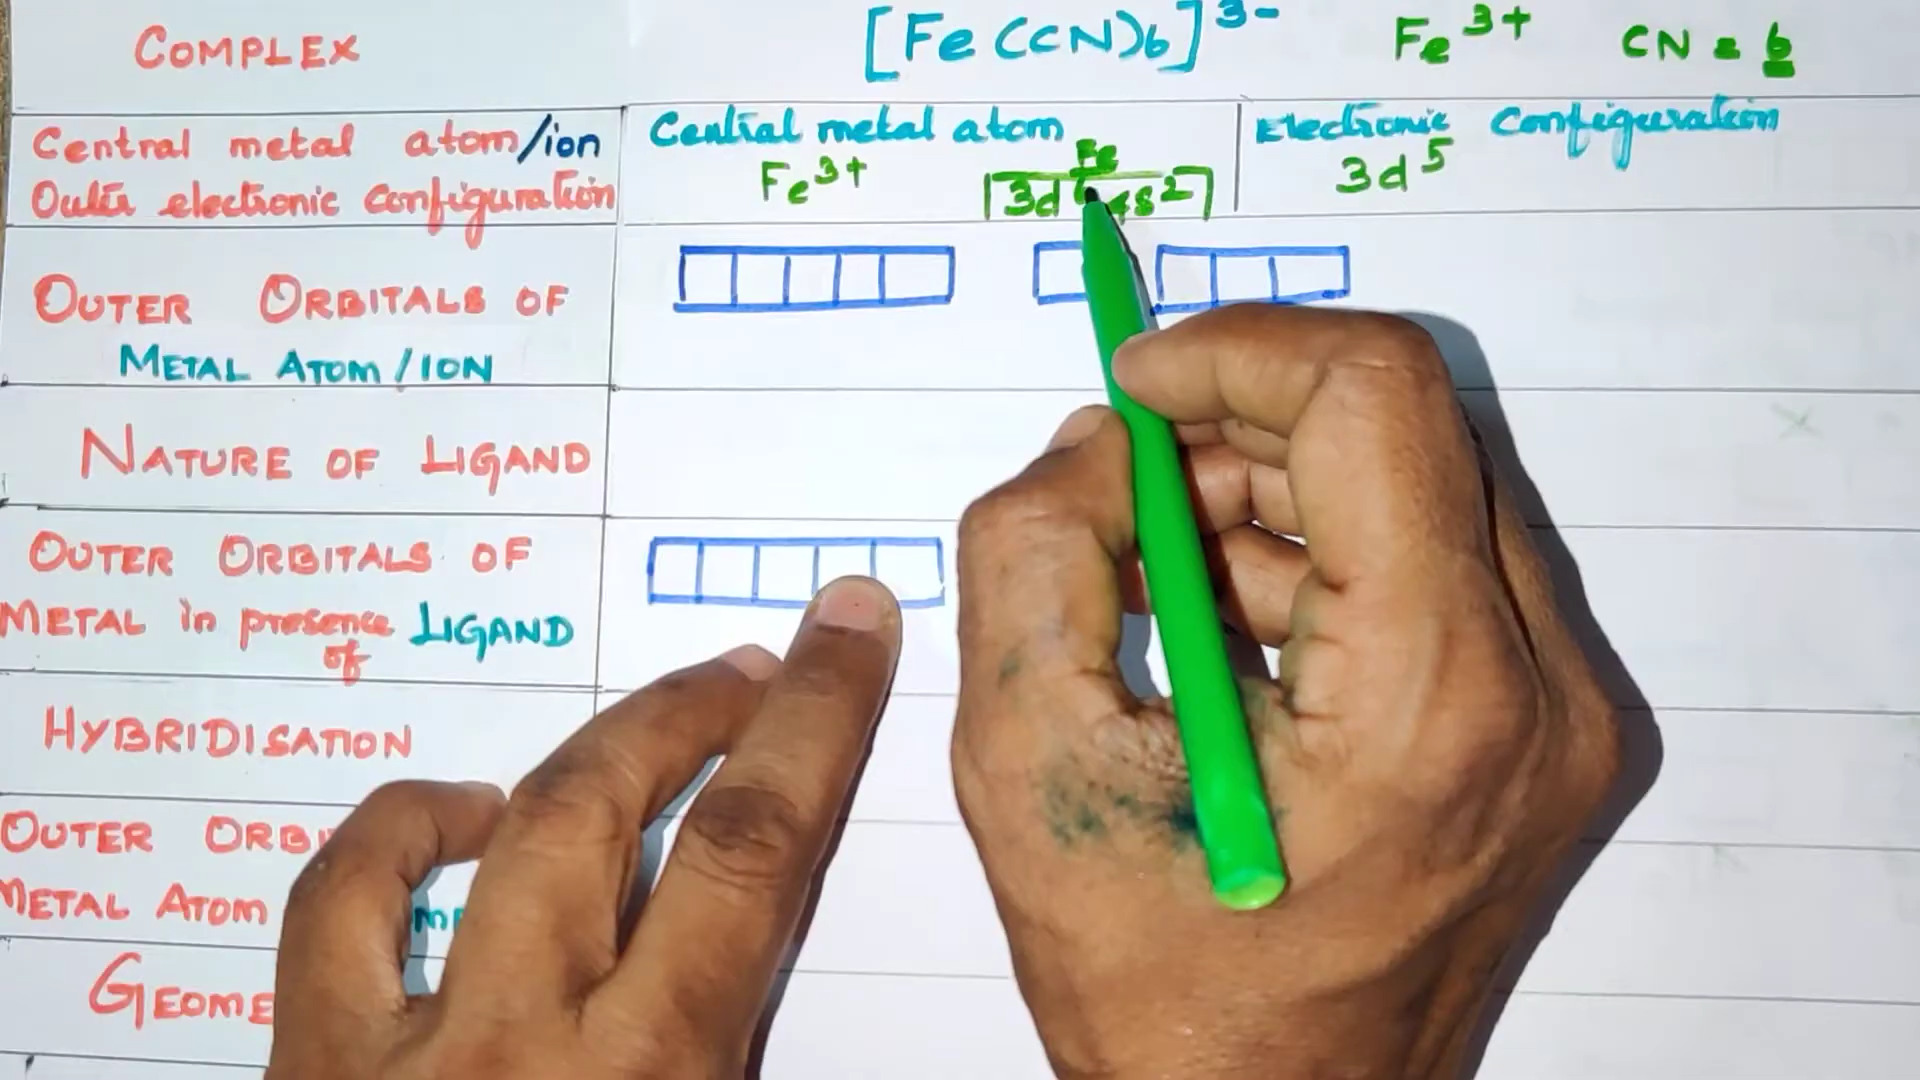 COMPLEX
[Fe(CN)6]3-
Fe3+
CN = 6
Central metal atom/ion
Outer electronic configuration
Central metal atom
Fe3+
Fe
3d 4s2
Electronic Configuration
3d5
OUTER ORBITALS OF
METAL ATOM/ION
NATURE OF LIGAND
OUTER ORBITALS OF
METAL in presence of LIGAND
HYBRIDISATION
OUTER
METAL ATOM